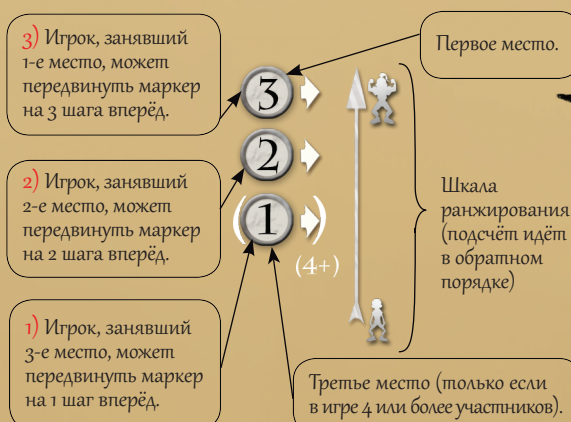 3) Игрок, занявший
1-е место, может
передвинуть маркер
на 3 шага вперёд.
Первое место.
3
2) Игрок, занявший
2-е место, может
передвинуть маркер
на 2 шага вперёд.
2
(1)
(4+)
Шкала
ранжирования
(подсчёт идёт
в обратном
порядке)
1) Игрок, занявший
3-е место, может
передвинуть маркер
на 1 шаг вперёд.
Третье место (только если
в игре 4 или более участников).